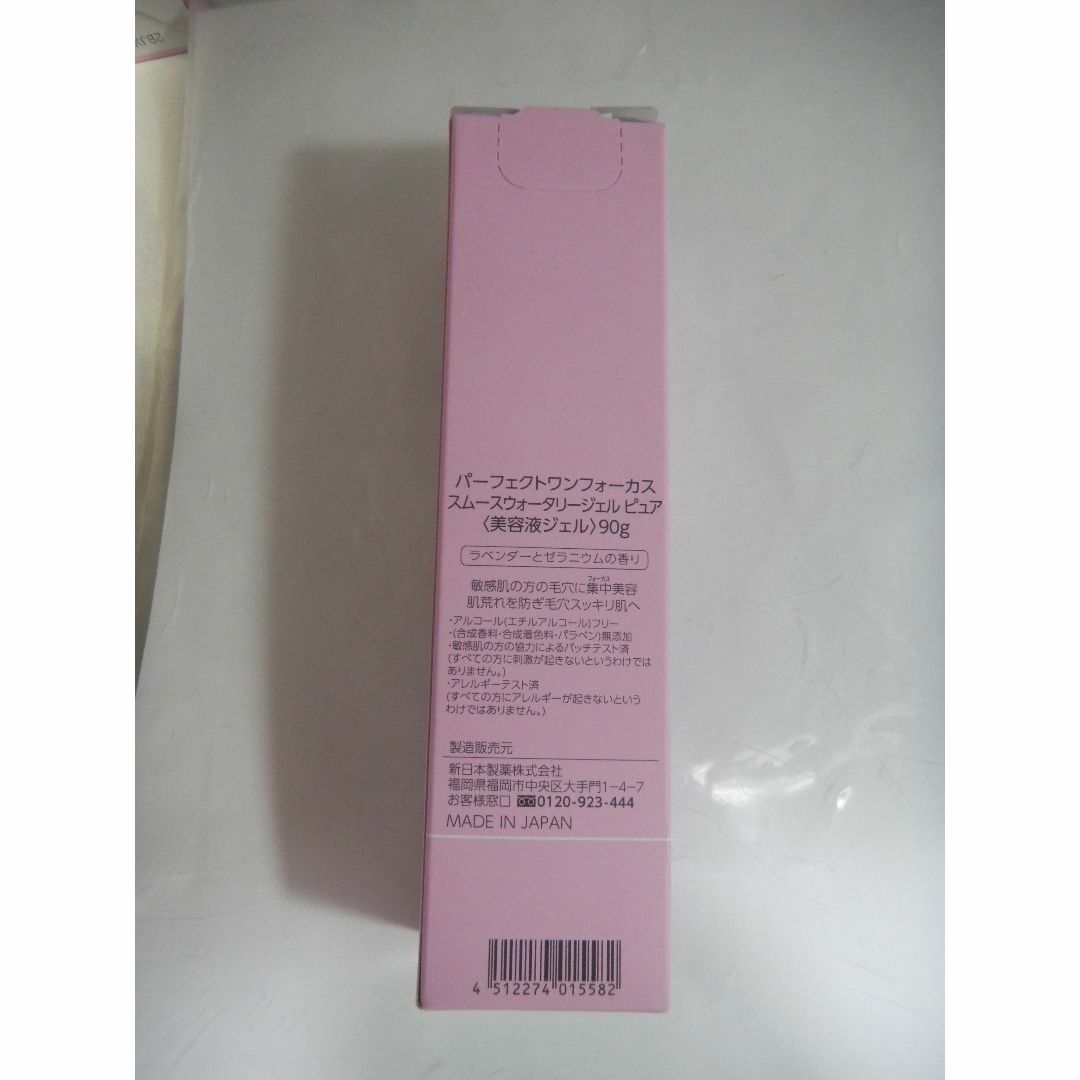 パーフェクトワンフォーカス
スムースウォータリージェル ピュア
〈美容液ジェル〉90g
ラベンダーとゼラニウムの香り
フォーカス
敏感肌の方の毛穴に集中美容
肌荒れを防ぎ毛穴スッキリ肌へ
・アルコール(エチルアルコール)フリー
・(合成香料・合成着色料・パラベン)無添加
・敏感肌の方の協力によるパッチテスト済
(すべての方に刺激が起きないというわけでは
ありません。)
・アレルギーテスト済
(すべての方にアレルギーが起きないという
わけではありません。)
製造販売元
新日本製薬株式会社
福岡県福岡市中央区大手門1-4-7
お客様窓口 0120-923-444
MADE IN JAPAN
4 512274 015582